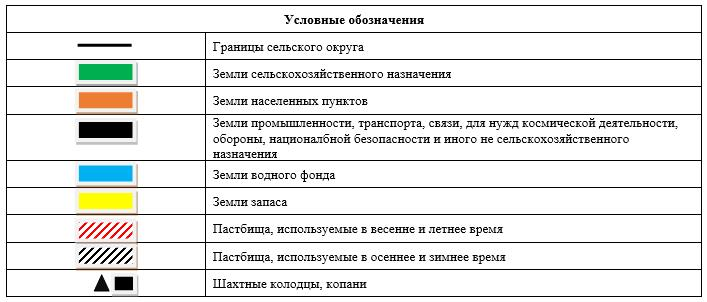 Условные обозначения
Границы сельского округа
Земли сельскохозяйственного назначения
Земли населенных пунктов
Земли промышленности, транспорта, связи, для нужд космической деятельности,
обороны, националбной безопасности и иного не сельскохозяйственного
назначения
Земли водного фонда
Земли запаса
Пастбища, используемые в весенне и летнее время
Пастбища, используемые в осеннее и зимнее время
Шахтные колодцы, копани